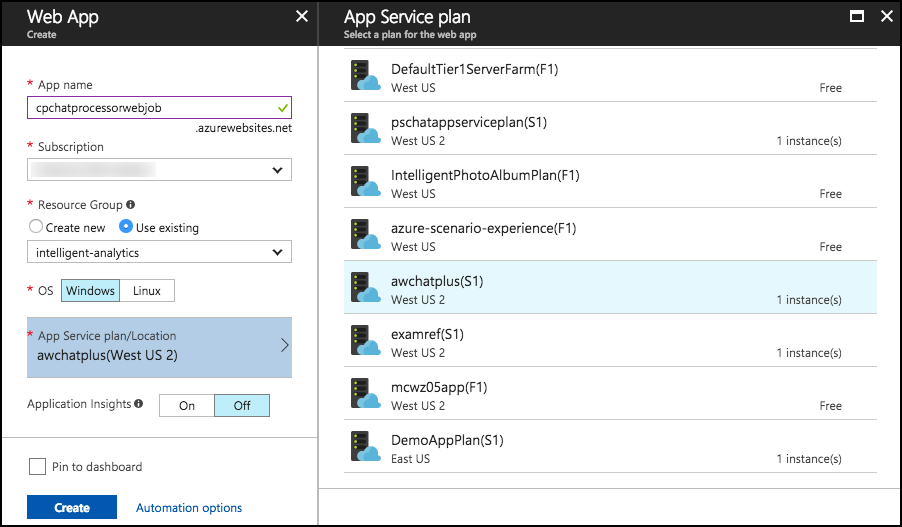 Web App
Create
* App name
cpchatprocessorwebjob
.azurewebsites.net
* Subscription
* Resource Group
Create new
Use existing
intelligent-analytics
* OS
Windows
Linux
* App Service plan/Location
awchatplus(West US 2)
Application Insights
On
Off
Pin to dashboard
Create
Automation options
App Service plan
Select a plan for the web app
DefaultTier1ServerFarm(F1)
West US
Free
pschatappserviceplan(S1)
West US 2
1 instance(s)
IntelligentPhotoAlbumPlan(F1)
West US
Free
azure-scenario-experience(F1)
West US
Free
awchatplus(S1)
West US 2
1 instance(s)
examref(S1)
West US 2
1 instance(s)
mcwz05app(F1)
West US 2
Free
DemoAppPlan(S1)
East US
1 instance(s)